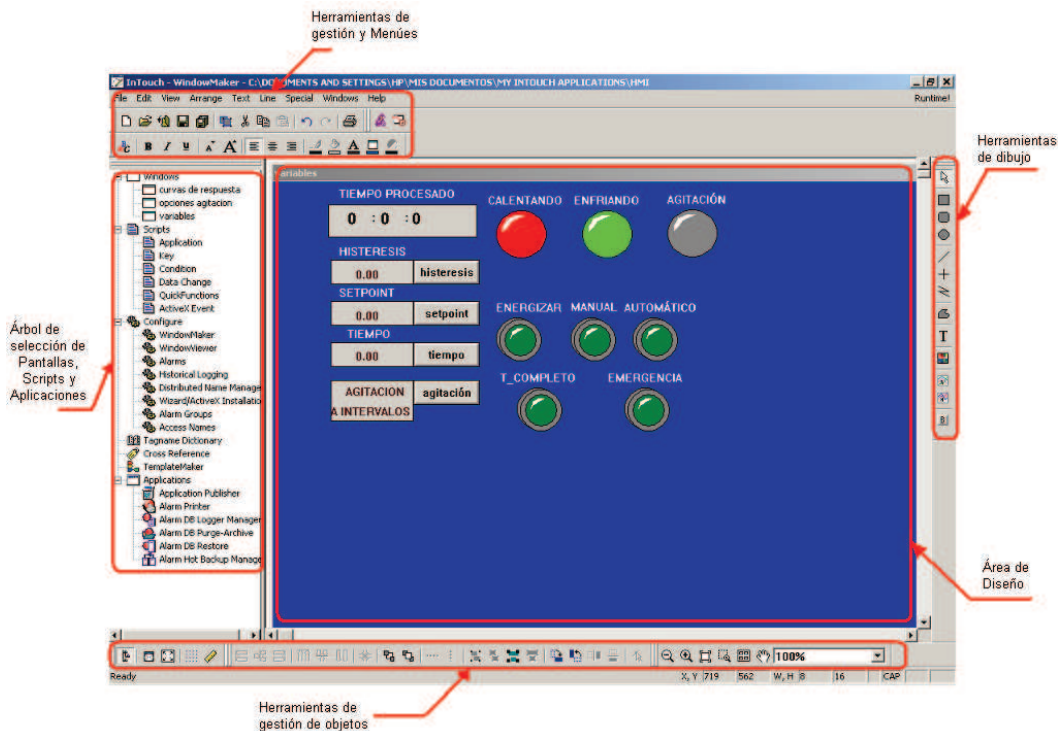 Herramientas de
gestión y Menúes
InTouch - WindowMaker - C:\DOCUMENTS AND SETTINGS\HP\MIS DOCUMENTOS\MY INTOUCH APPLICATIONS\HMI
File Edit View Arrange Text Line Special Windows Help
Runtime!
Herramientas
de dibujo
Windows
curvas de respuesta
opciones agitacion
variables
Scripts
Application
Key
Condition
Data Change
QuickFunctions
ActiveX Event
Configure
WindowMaker
WindowViewer
Alarms
Historical Logging
Distributed Name Manage
Wizard/ActiveX Installatio
Alarm Groups
Access Names
Tagname Dictionary
Cross Reference
TemplateMaker
Applications
Application Publisher
Alarm Printer
Alarm DB Logger Manager
Alarm DB Purge-Archive
Alarm DB Restore
Alarm Hot Backup Manage
Árbol de
selección de
Pantallas,
Scripts y
Aplicaciones
variables
TIEMPO PROCESADO
0 : 0 : 0
CALENTANDO ENFRIANDO AGITACIÓN
HISTERESIS
0.00 histeresis
SETPOINT
0.00 setpoint
TIEMPO
0.00 tiempo
AGITACION
A INTERVALOS
agitación
ENERGIZAR MANUAL AUTOMÁTICO
T_COMPLETO EMERGENCIA
Área de
Diseño
100%
Ready
X, Y 719 562 W, H 8 16 CAP
Herramientas de
gestión de objetos